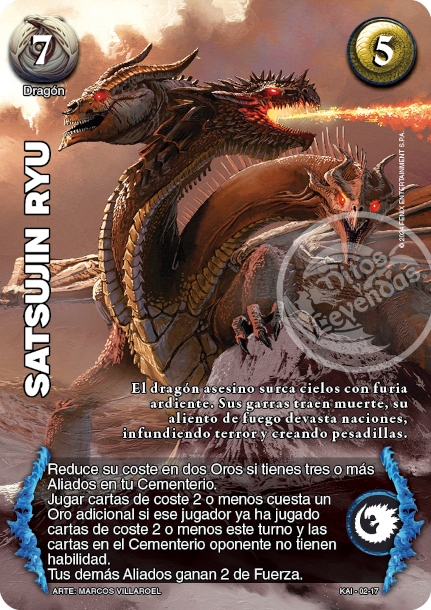 7
5
Dragón
SATSUJIN RYU
© 2024 FENIX ENTERTAINMENT S.P.A.
Mitos
y
Leyendas
El dragón asesino surca cielos con furia
ardiente. Sus garras traen muerte, su
aliento de fuego devasta naciones,
infundiendo terror y creando pesadillas.
Reduce su coste en dos Oros si tienes tres o más
Aliados en tu Cementerio.
Jugar cartas de coste 2 o menos cuesta un
Oro adicional si ese jugador ya ha jugado
cartas de coste 2 o menos este turno y las
cartas en el Cementerio oponente no tienen
habilidad.
Tus demás Aliados ganan 2 de Fuerza.
ARTE: MARCOS VILLAROEL
KAI - 02-17